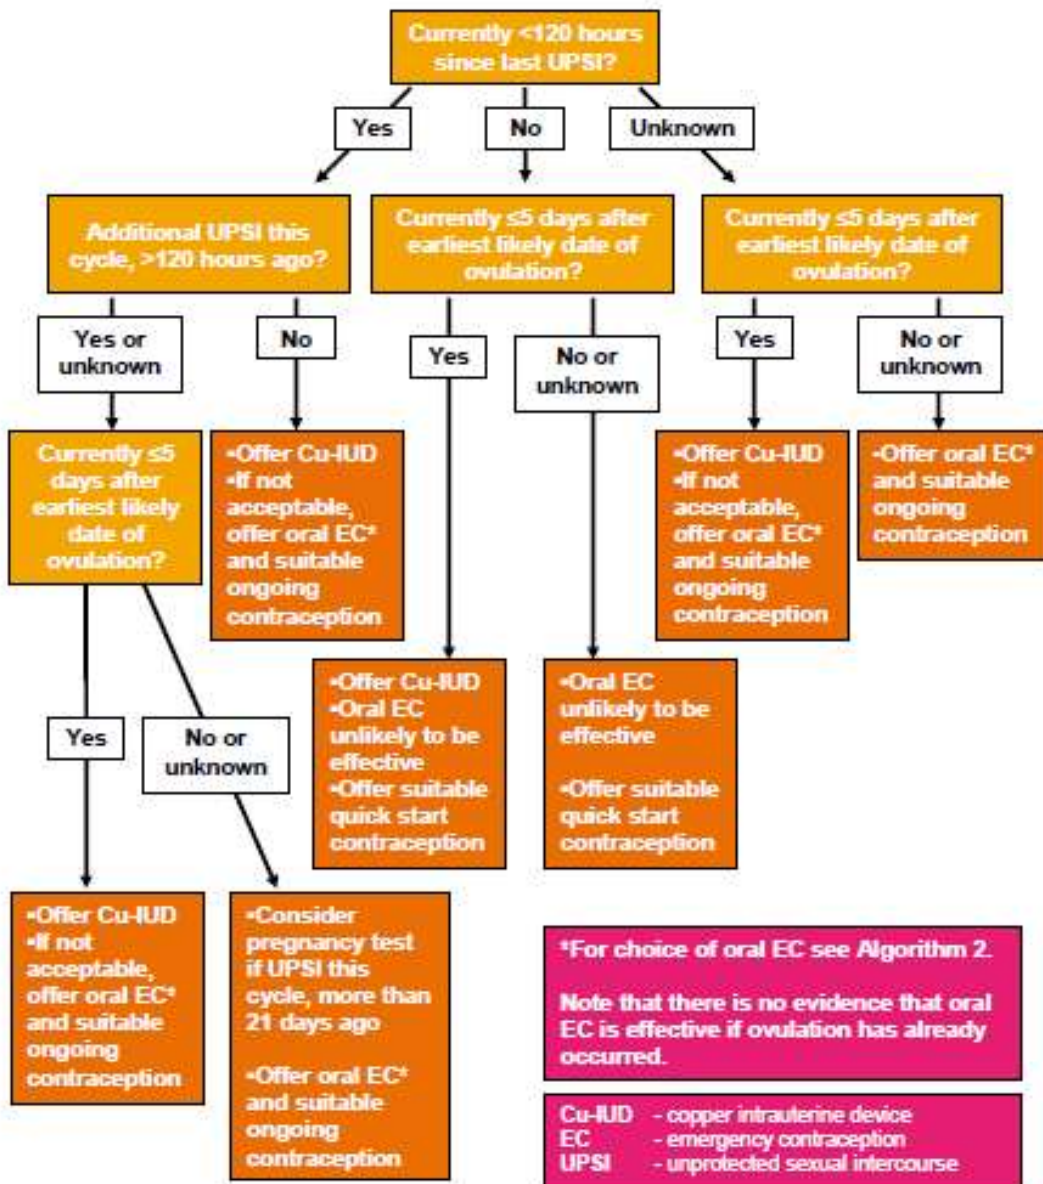 Currently <120 hours
since last UPSI?
Yes
No
Unknown
Additional UPSI this
cycle, >120 hours ago?
Currently ≤5 days after
earliest likely date of
ovulation?
Currently ≤5 days after
earliest likely date of
ovulation?
Yes or
unknown
No
Yes
No or
unknown
Yes
No or
unknown
Currently ≤5
days after
earliest likely
date of
ovulation?
▪Offer Cu-IUD
▪If not
acceptable,
offer oral EC*
and suitable
ongoing
contraception
▪Offer Cu-IUD
▪If not
acceptable,
offer oral EC*
and suitable
ongoing
contraception
▪Offer oral EC*
and suitable
ongoing
contraception
▪Offer Cu-IUD
▪Oral EC
unlikely to be
effective
▪Offer suitable
quick start
contraception
▪Oral EC
unlikely to be
effective
▪Offer suitable
quick start
contraception
Yes
No or
unknown
▪Offer Cu-IUD
▪If not
acceptable,
offer oral EC*
and suitable
ongoing
contraception
▪Consider
pregnancy test
if UPSI this
cycle, more than
21 days ago
▪Offer oral EC*
and suitable
ongoing
contraception
*For choice of oral EC see Algorithm 2.
Note that there is no evidence that oral
EC is effective if ovulation has already
occurred.
Cu-IUD - copper intrauterine device
EC - emergency contraception
UPSI - unprotected sexual intercourse